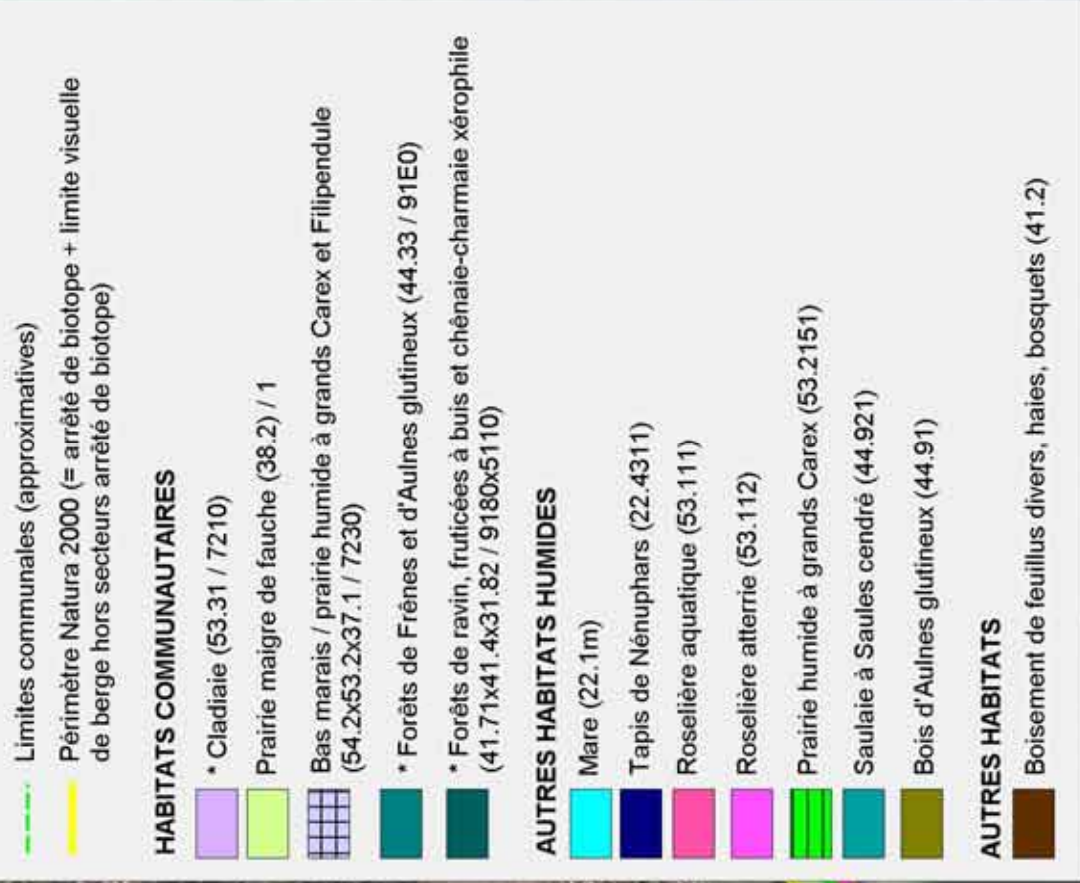 Limites communales (approximatives)
Périmètre Natura 2000 (= arrêté de biotope + limite visuelle
de berge hors secteurs arrêté de biotope)
HABITATS COMMUNAUTAIRES
* Cladiaie (53.31 / 7210)
Prairie maigre de fauche (38.2) / 1
Bas marais / prairie humide à grands Carex et Filipendule
(54.2x53.2x37.1 / 7230)
* Forêts de Frênes et d'Aulnes glutineux (44.33 / 91E0)
* Forêts de ravin, fruticées à buis et chênaie-charmaie xérophile
(41.71x41.4x31.82 / 9180x5110)
AUTRES HABITATS HUMIDES
Mare (22.1m)
Tapis de Nénuphars (22.4311)
Roselière aquatique (53.111)
Roselière atterrie (53.112)
Prairie humide à grands Carex (53.2151)
Saulaie à Saules cendré (44.921)
Bois d'Aulnes glutineux (44.91)
AUTRES HABITATS
Boisement de feuillus divers, haies, bosquets (41.2)